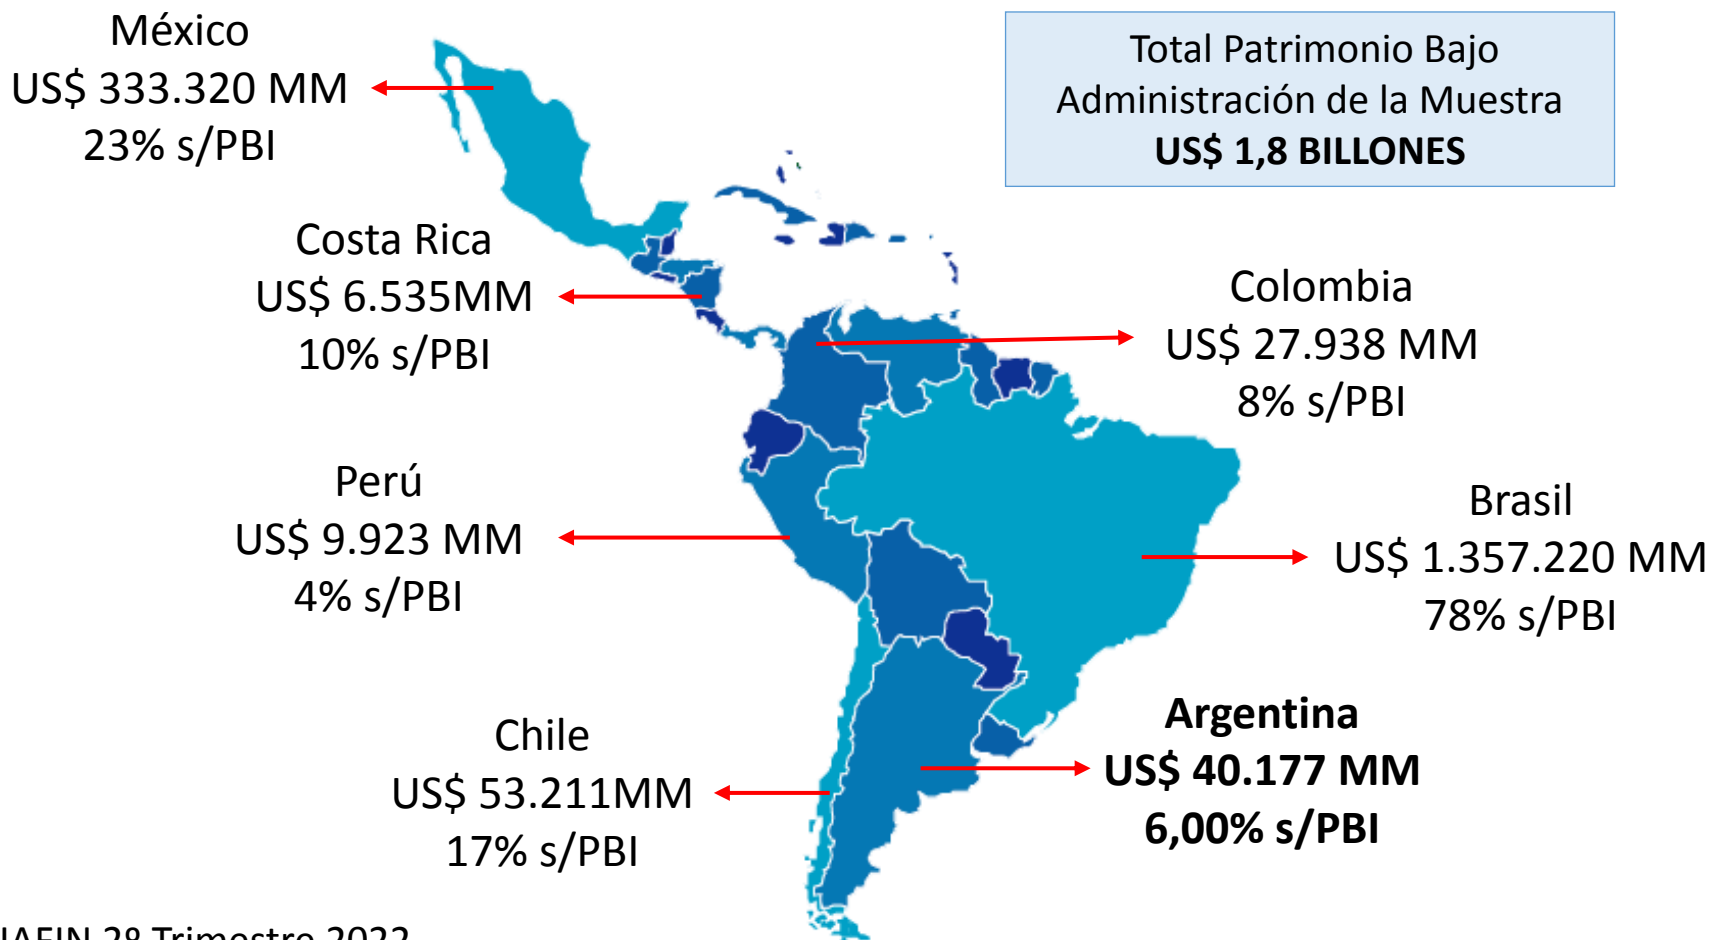 México
US$ 333.320 MM
23% s/PBI
Total Patrimonio Bajo
Administración de la Muestra
US$ 1,8 BILLONES
Costa Rica
US$ 6.535MM
10% s/PBI
Colombia
US$ 27.938 MM
8% s/PBI
Perú
US$ 9.923 MM
4% s/PBI
Brasil
US$ 1.357.220 MM
78% s/PBI
Argentina
US$ 40.177 MM
6,00% s/PBI
Chile
US$ 53.211MM
17% s/PBI
Trimestre 2022